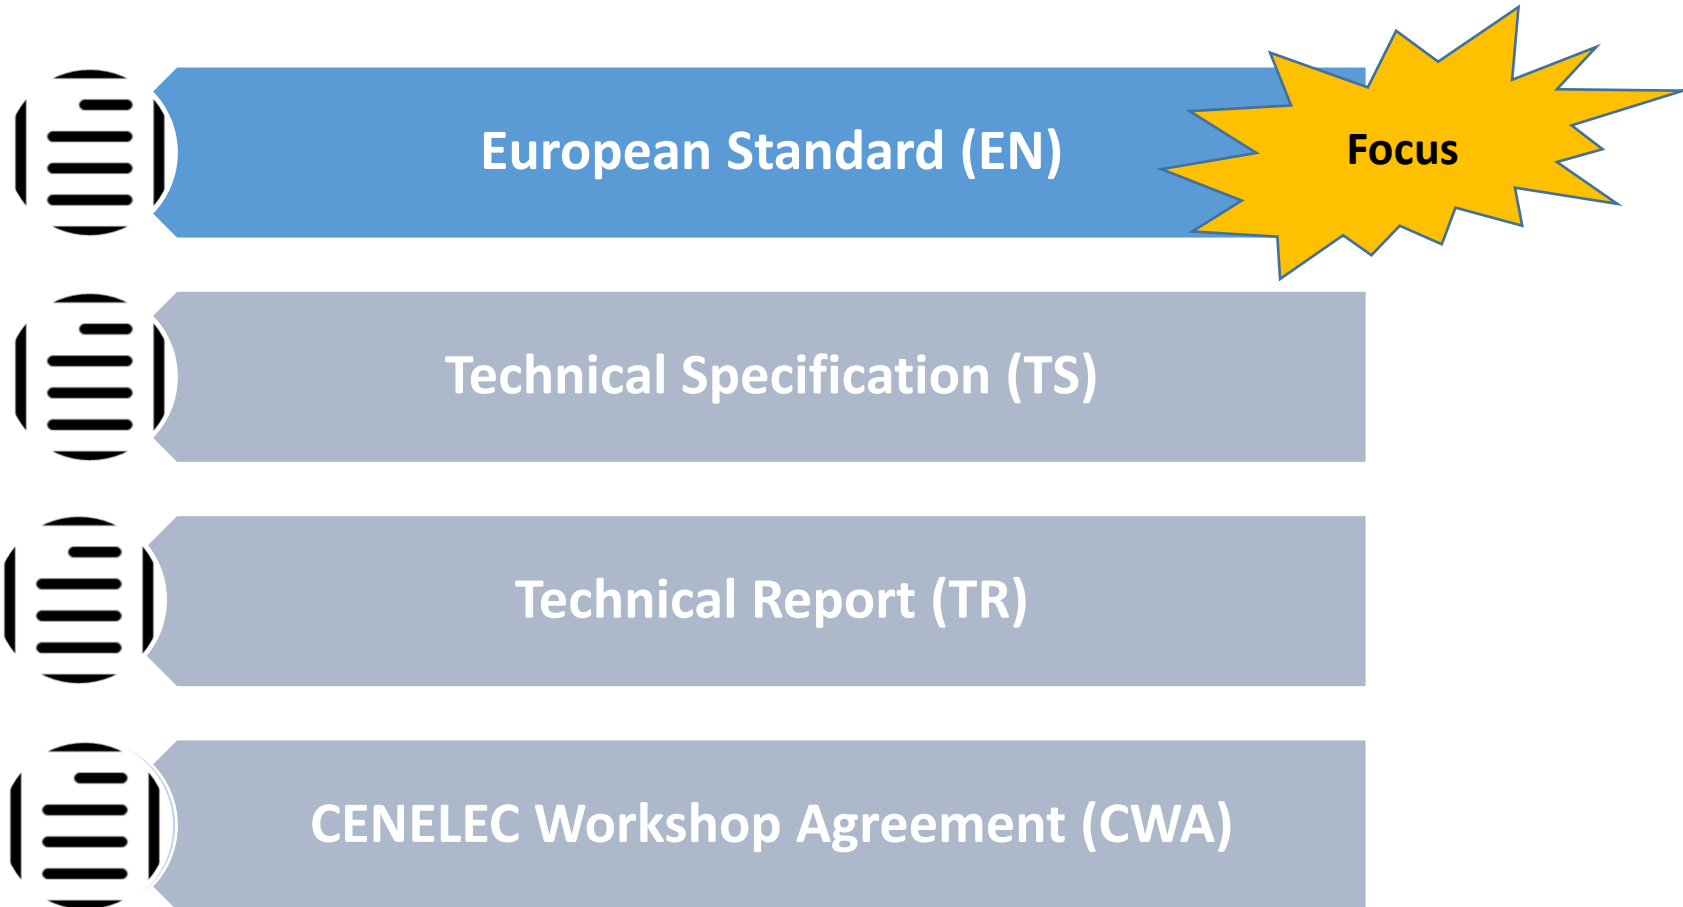 European Standard (EN)
Focus
Technical Specification (TS)
Technical Report (TR)
CENELEC Workshop Agreement (CWA)